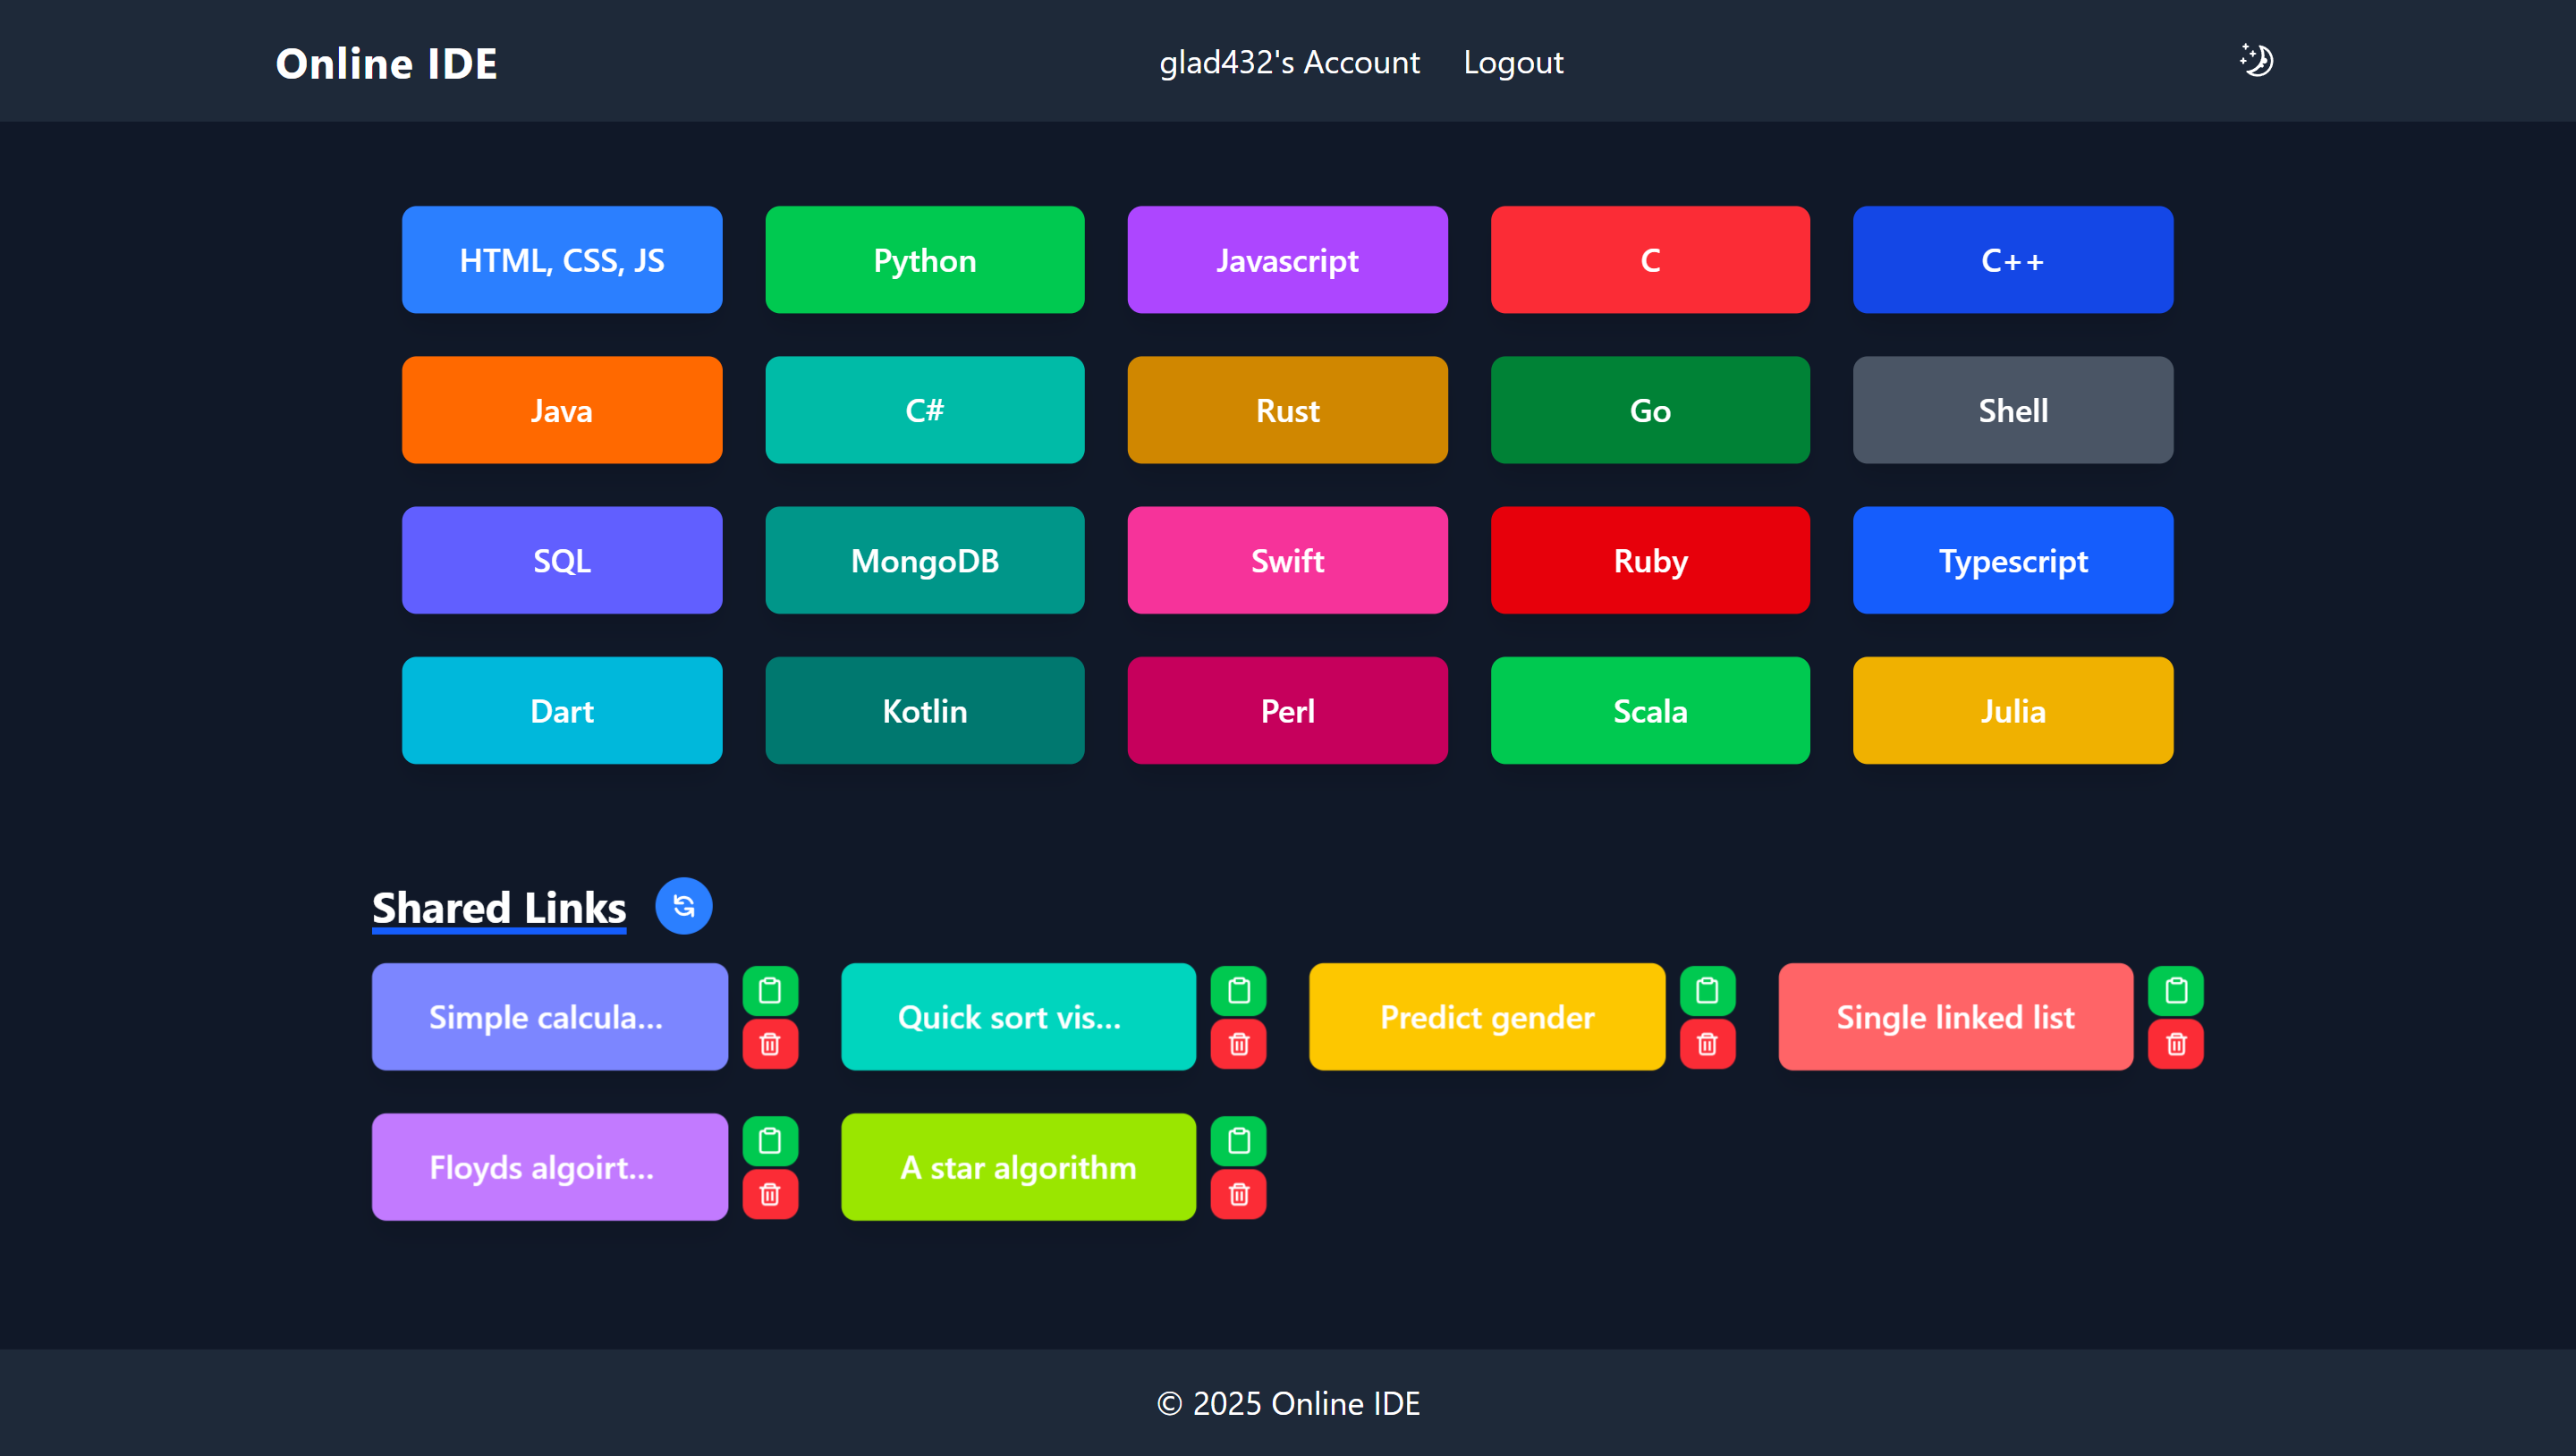 Online IDE glad432's Account Logout
HTML, CSS, JS Python Javascript C C++
Java C# Rust Go Shell
SQL MongoDB Swift Ruby Typescript
Dart Kotlin Perl Scala Julia
Shared Links
Simple calcula... Quick sort vis... Predict gender Single linked list
Floyds algoirt... A star algorithm
© 2025 Online IDE